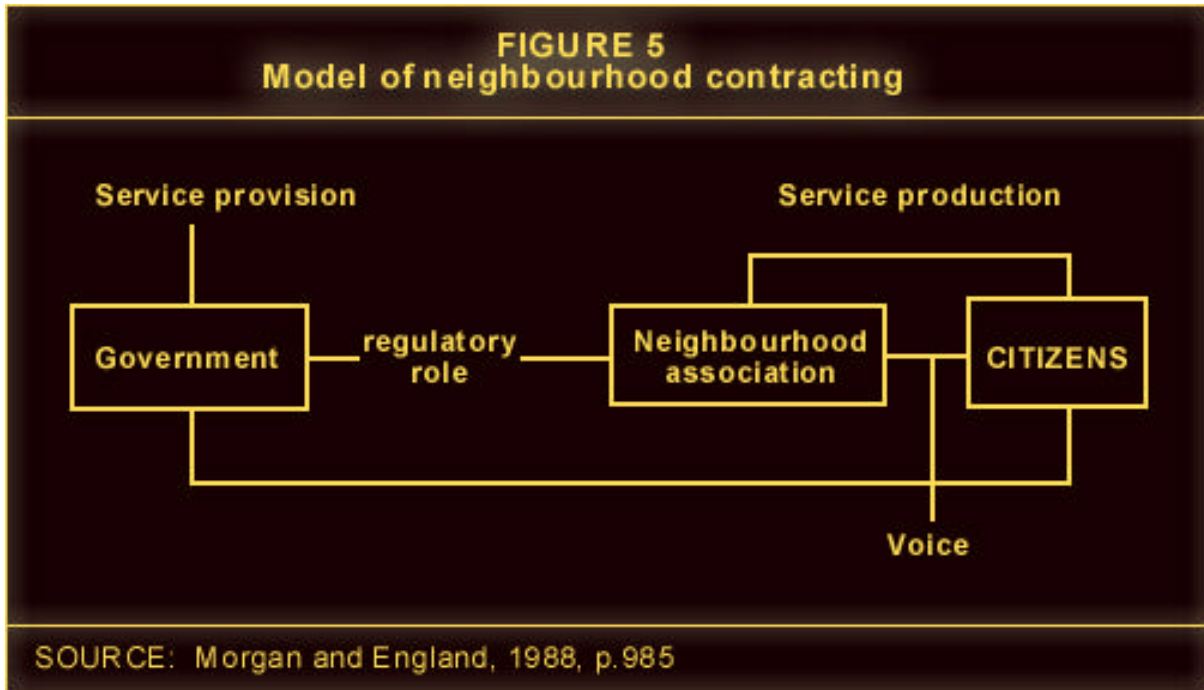 FIGURE 5
Model of neighbourhood contracting
Service provision
Service production
Government
regulatory
role
Neighbourhood
association
CITIZENS
Voice
SOURCE: Morgan and England, 1988, p.985